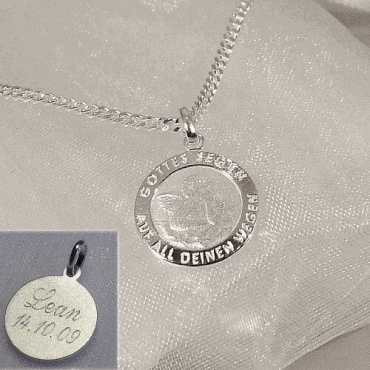 GOTTES SEGEN
AUF ALL DEINEN WEGEN
Lean
14.10.09